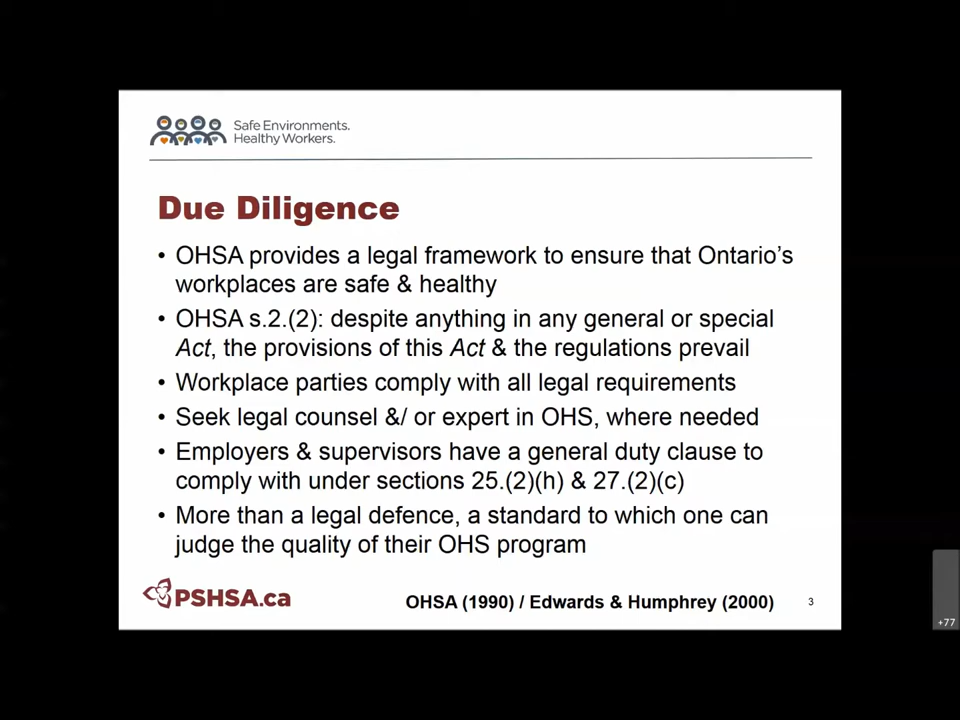 Safe Environments.
Healthy Workers.
Due Diligence
• OHSA provides a legal framework to ensure that Ontario's
workplaces are safe & healthy
• OHSA s.2.(2): despite anything in any general or special
Act, the provisions of this Act & the regulations prevail
• Workplace parties comply with all legal requirements
• Seek legal counsel &/ or expert in OHS, where needed
• Employers & supervisors have a general duty clause to
comply with under sections 25.(2)(h) & 27.(2)(c)
• More than a legal defence, a standard to which one can
judge the quality of their OHS program
PSHSA.ca
OHSA (1990) / Edwards & Humphrey (2000)
3
+77